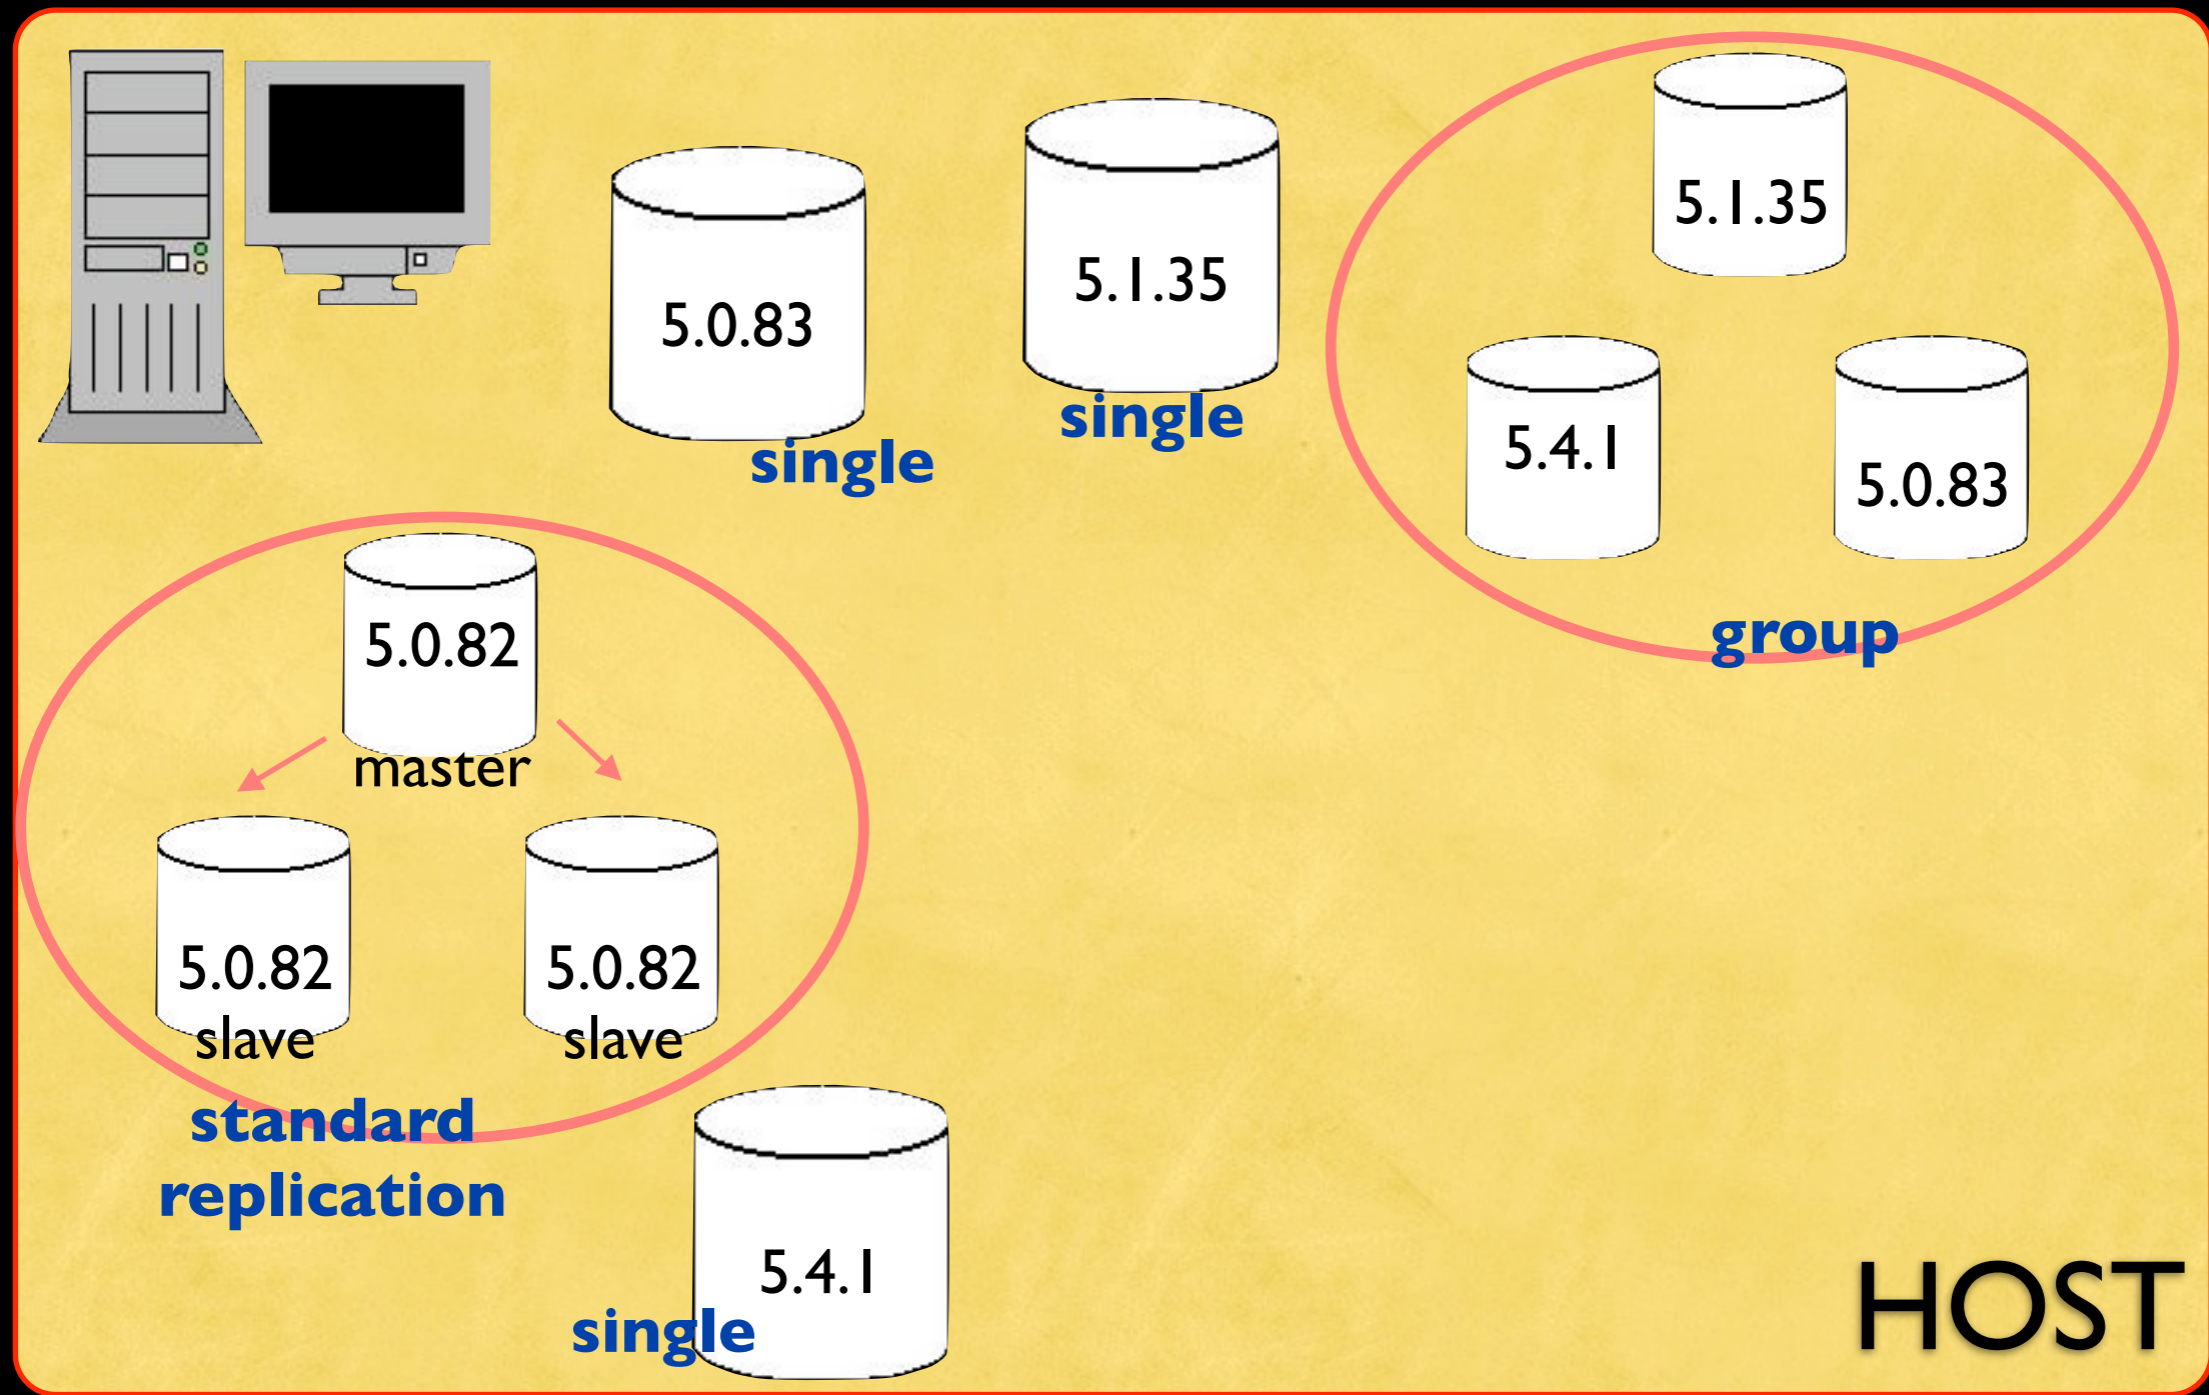 5.0.83
single
5.1.35
single
5.1.35
5.4.1
5.0.83
group
5.0.82
master
5.0.82
slave
5.0.82
slave
standard
replication
5.4.1
single
HOST